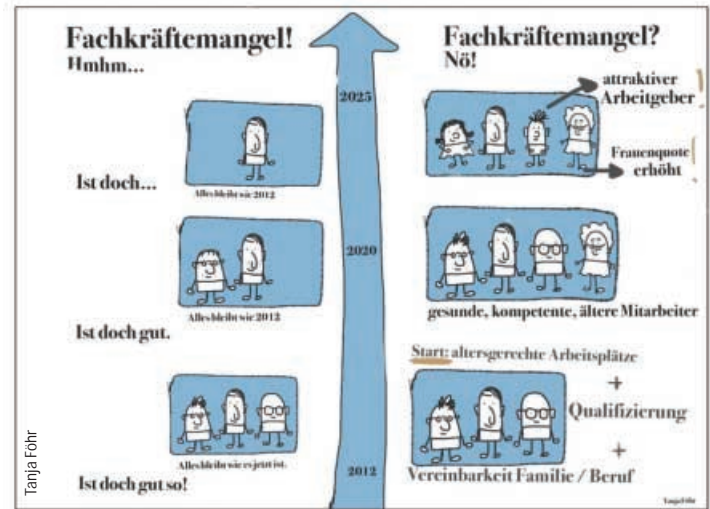 Fachkräftemangel!
Hmhm...
Ist doch...
Alles bleibt wie 2012
Ist doch gut.
Alles bleibt wie 2012
Alles bleibt wie es jetzt ist.
Ist doch gut so!
2025
2020
2012
Fachkräftemangel?
Nö!
attraktiver
Arbeitgeber
Frauenquote
erhöht
gesunde, kompetente, ältere Mitarbeiter
Start: altersgerechte Arbeitsplätze
+
Qualifizierung
+
Vereinbarkeit Familie / Beruf
Tanja Föhr
Tanja Föhr